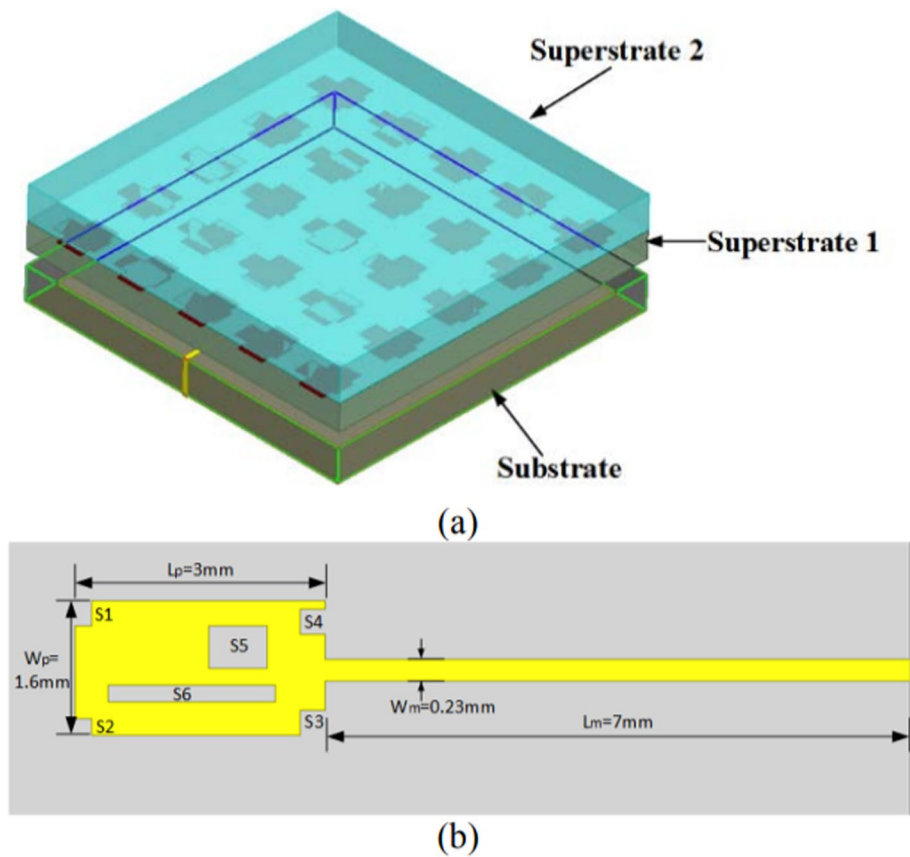 Superstrate 2
Superstrate 1
Substrate
(a)
Lp=3mm
S1
S4
S5
Wp=
1.6mm
S6
Wm=0.23mm
S2
S3
Lm=7mm
(b)